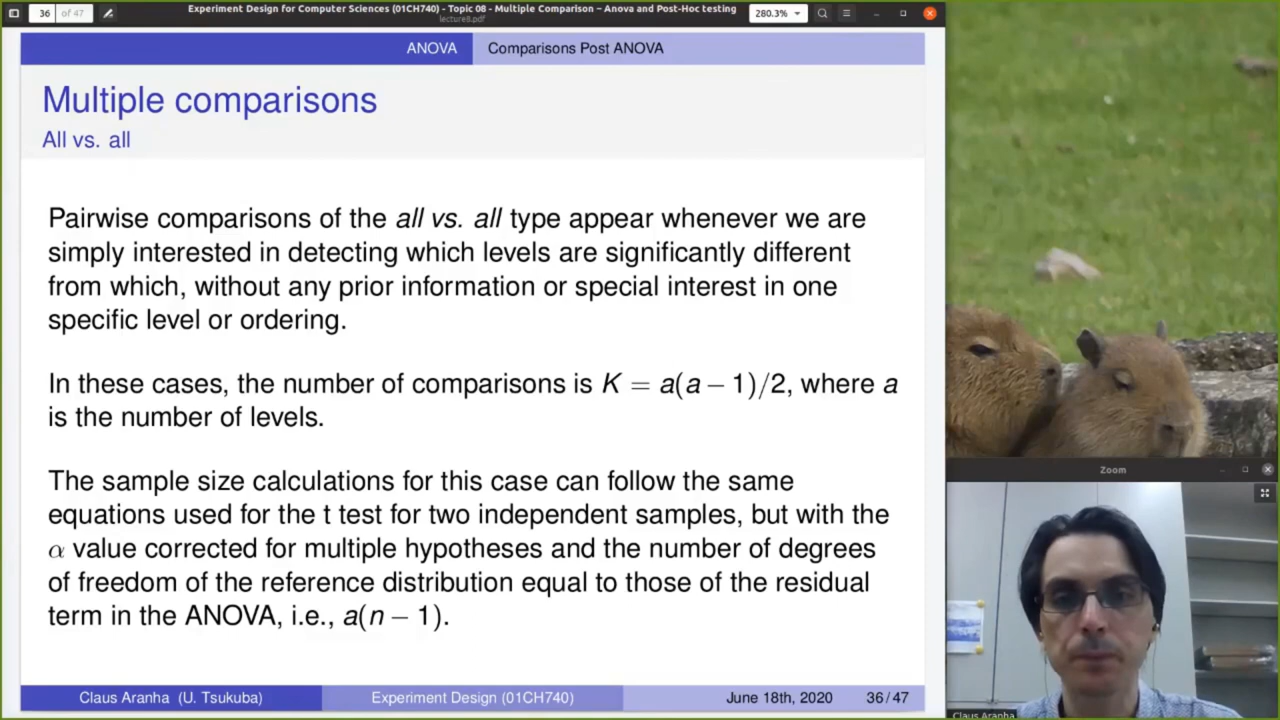 36 of 47
Experiment Design for Computer Sciences (01CH740) - Topic 08 - Multiple Comparison – Anova and Post-Hoc testing
lecture8.pdf
280.3%
ANOVA
Comparisons Post ANOVA
Multiple comparisons
All vs. all
Pairwise comparisons of the all vs. all type appear whenever we are
simply interested in detecting which levels are significantly different
from which, without any prior information or special interest in one
specific level or ordering.
In these cases, the number of comparisons is K = a(a − 1)/2, where a
is the number of levels.
The sample size calculations for this case can follow the same
equations used for the t test for two independent samples, but with the
α value corrected for multiple hypotheses and the number of degrees
of freedom of the reference distribution equal to those of the residual
term in the ANOVA, i.e., a(n − 1).
Claus Aranha (U. Tsukuba)
Experiment Design (01CH740)
June 18th, 2020
36 / 47
Zoom
Claus Aranha